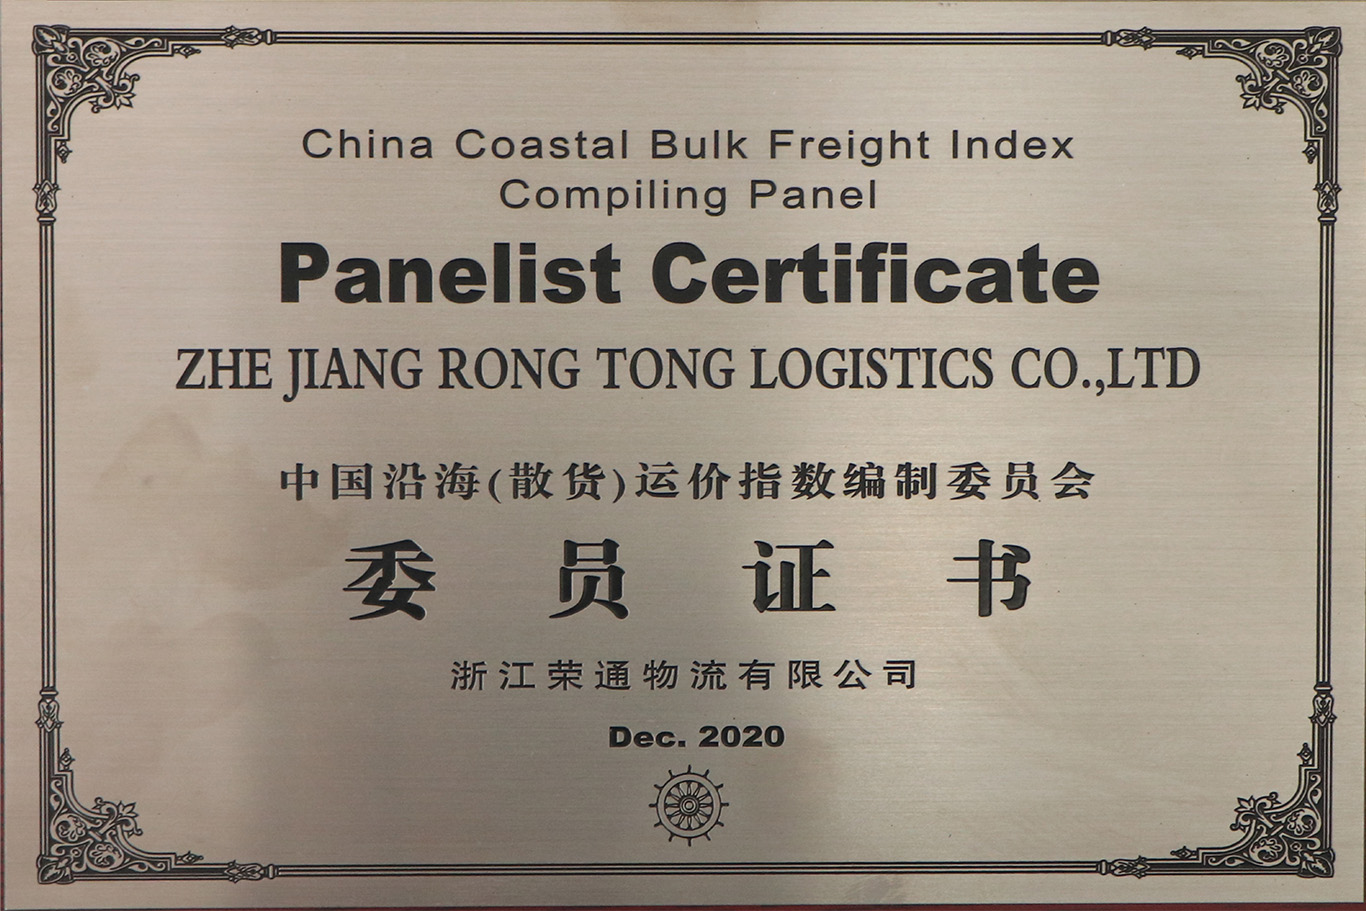 China Coastal Bulk Freight Index
Compiling Panel
Panelist Certificate
ZHE JIANG RONG TONG LOGISTICS CO.,LTD
中国沿海(散货)运价指数编制委员会
委员证书
浙江荣通物流有限公司
Dec. 2020